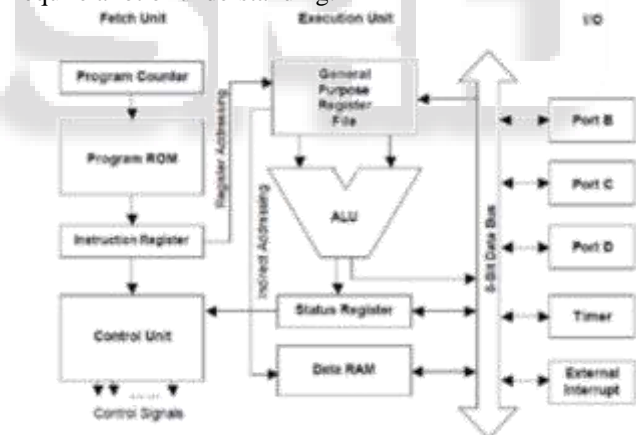 Fetch Unit
Execution Unit
I/O
Program Counter
Program ROM
Instruction Register
Control Unit
Control Signals
Register Addressing
General
Purpose
Register
File
ALU
Indirect Addressing
Status Register
Data RAM
8-Bit Data Bus
Port B
Port C
Port D
Timer
External
Interrupt